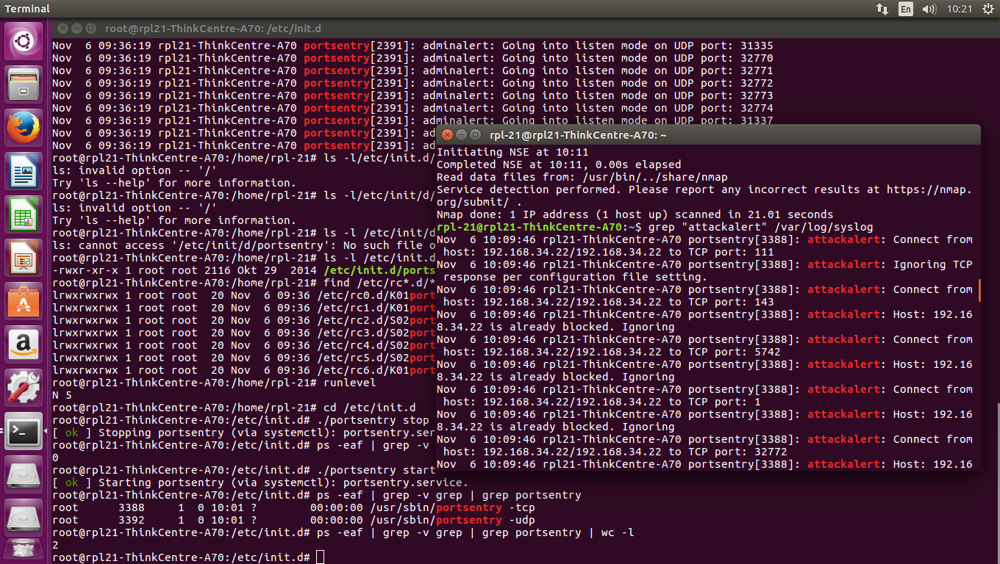 Terminal
En
10:21
root@rpl21-ThinkCentre-A70: /etc/init.d
Nov  6 09:36:19 rpl21-ThinkCentre-A70 portsentry[2391]: adminalert: Going into listen mode on UDP port: 31335
Nov  6 09:36:19 rpl21-ThinkCentre-A70 portsentry[2391]: adminalert: Going into listen mode on UDP port: 32770
Nov  6 09:36:19 rpl21-ThinkCentre-A70 portsentry[2391]: adminalert: Going into listen mode on UDP port: 32771
Nov  6 09:36:19 rpl21-ThinkCentre-A70 portsentry[2391]: adminalert: Going into listen mode on UDP port: 32772
Nov  6 09:36:19 rpl21-ThinkCentre-A70 portsentry[2391]: adminalert: Going into listen mode on UDP port: 32773
Nov  6 09:36:19 rpl21-ThinkCentre-A70 portsentry[2391]: adminalert: Going into listen mode on UDP port: 32774
Nov  6 09:36:19 rpl21-ThinkCentre-A70 portsentry[2391]: adminalert: Going into listen mode on UDP port: 31337
Nov  6 09:36:19 rpl21-ThinkCentre-A70 portsentry[2391]: ad
Nov  6 09:36:19 rpl21-ThinkCentre-A70 portsentry[2391]: ad
root@rpl21-ThinkCentre-A70:/home/rpl-21# ls -l/etc/init.d/
ls: invalid option -- '/'
Try 'ls --help' for more information.
root@rpl21-ThinkCentre-A70:/home/rpl-21# ls -l/etc/init/d/
ls: invalid option -- '/'
Try 'ls --help' for more information.
root@rpl21-ThinkCentre-A70:/home/rpl-21# ls -l /etc/init/d
ls: cannot access '/etc/init/d/portsentry': No such file o
root@rpl21-ThinkCentre-A70:/home/rpl-21# ls -l /etc/init.d
-rwxr-xr-x 1 root root 2116 Okt 29  2014 /etc/init.d/ports
root@rpl21-ThinkCentre-A70:/home/rpl-21# find /etc/rc*.d/*
lrwxrwxrwx 1 root root  20 Nov  6 09:36 /etc/rc0.d/K01port
lrwxrwxrwx 1 root root  20 Nov  6 09:36 /etc/rc1.d/K01port
lrwxrwxrwx 1 root root  20 Nov  6 09:36 /etc/rc2.d/S02port
lrwxrwxrwx 1 root root  20 Nov  6 09:36 /etc/rc3.d/S02port
lrwxrwxrwx 1 root root  20 Nov  6 09:36 /etc/rc4.d/S02port
lrwxrwxrwx 1 root root  20 Nov  6 09:36 /etc/rc5.d/S02port
lrwxrwxrwx 1 root root  20 Nov  6 09:36 /etc/rc6.d/K01port
root@rpl21-ThinkCentre-A70:/home/rpl-21# runlevel
N 5
root@rpl21-ThinkCentre-A70:/home/rpl-21# cd /etc/init.d
root@rpl21-ThinkCentre-A70:/etc/init.d# ./portsentry stop
[ ok ] Stopping portsentry (via systemctl): portsentry.ser
root@rpl21-ThinkCentre-A70:/etc/init.d# ps -eaf | grep -v
0
root@rpl21-ThinkCentre-A70:/etc/init.d# ./portsentry start
[ ok ] Starting portsentry (via systemctl): portsentry.service.
root@rpl21-ThinkCentre-A70:/etc/init.d# ps -eaf | grep -v grep | grep portsentry
root      3388     1  0 10:01 ?        00:00:00 /usr/sbin/portsentry -tcp
root      3392     1  0 10:01 ?        00:00:00 /usr/sbin/portsentry -udp
root@rpl21-ThinkCentre-A70:/etc/init.d# ps -eaf | grep -v grep | grep portsentry | wc -l
2
root@rpl21-ThinkCentre-A70:/etc/init.d#
rpl-21@rpl21-ThinkCentre-A70: ~
Initiating NSE at 10:11
Completed NSE at 10:11, 0.00s elapsed
Read data files from: /usr/bin/../share/nmap
Service detection performed. Please report any incorrect results at https://nmap.
org/submit/ .
Nmap done: 1 IP address (1 host up) scanned in 21.01 seconds
rpl-21@rpl21-ThinkCentre-A70:~$ grep "attackalert" /var/log/syslog
Nov  6 10:09:46 rpl21-ThinkCentre-A70 portsentry[3388]: attackalert: Connect from
 host: 192.168.34.22/192.168.34.22 to TCP port: 111
Nov  6 10:09:46 rpl21-ThinkCentre-A70 portsentry[3388]: attackalert: Ignoring TCP
 response per configuration file setting.
Nov  6 10:09:46 rpl21-ThinkCentre-A70 portsentry[3388]: attackalert: Connect from
 host: 192.168.34.22/192.168.34.22 to TCP port: 143
Nov  6 10:09:46 rpl21-ThinkCentre-A70 portsentry[3388]: attackalert: Host: 192.16
8.34.22 is already blocked. Ignoring
Nov  6 10:09:46 rpl21-ThinkCentre-A70 portsentry[3388]: attackalert: Connect from
 host: 192.168.34.22/192.168.34.22 to TCP port: 5742
Nov  6 10:09:46 rpl21-ThinkCentre-A70 portsentry[3388]: attackalert: Host: 192.16
8.34.22 is already blocked. Ignoring
Nov  6 10:09:46 rpl21-ThinkCentre-A70 portsentry[3388]: attackalert: Connect from
 host: 192.168.34.22/192.168.34.22 to TCP port: 1
Nov  6 10:09:46 rpl21-ThinkCentre-A70 portsentry[3388]: attackalert: Host: 192.16
8.34.22 is already blocked. Ignoring
Nov  6 10:09:46 rpl21-ThinkCentre-A70 portsentry[3388]: attackalert: Connect from
 host: 192.168.34.22/192.168.34.22 to TCP port: 32772
Nov  6 10:09:46 rpl21-ThinkCentre-A70 portsentry[3388]: attackalert: Host: 192.16